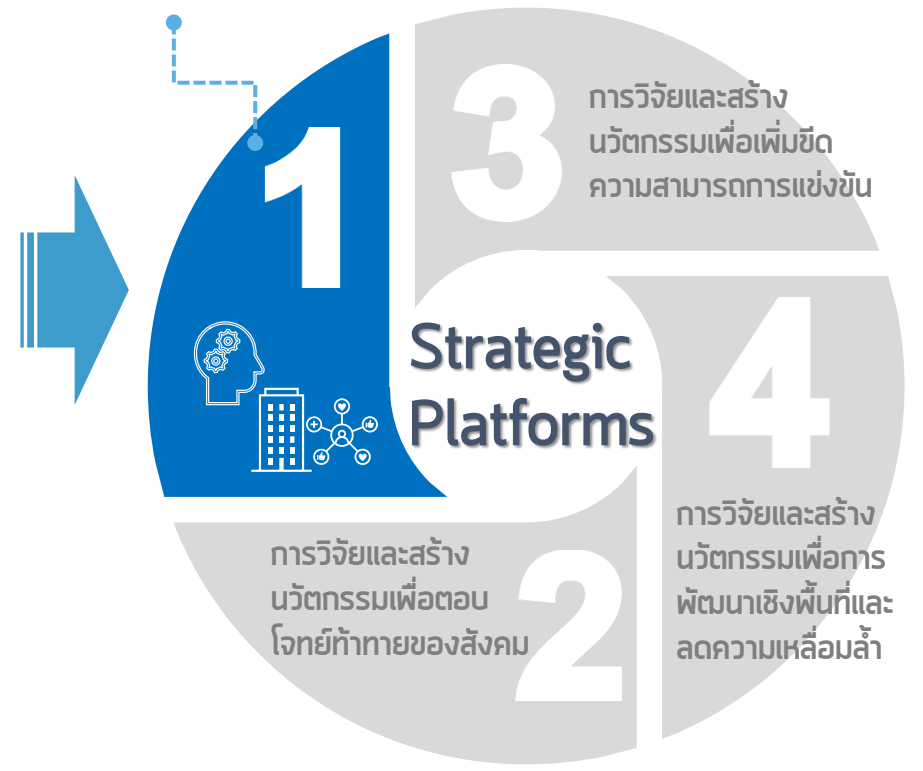 1
3
การวิจัยและสร้าง
นวัตกรรมเพื่อเพิ่มขีด
ความสามารถการแข่งขัน
Strategic
Platforms
4
การวิจัยและสร้าง
นวัตกรรมเพื่อการ
พัฒนาเชิงพื้นที่และ
ลดความเหลื่อมล้ำ
การวิจัยและสร้าง
นวัตกรรมเพื่อตอบ
โจทย์ท้าทายของสังคม
2